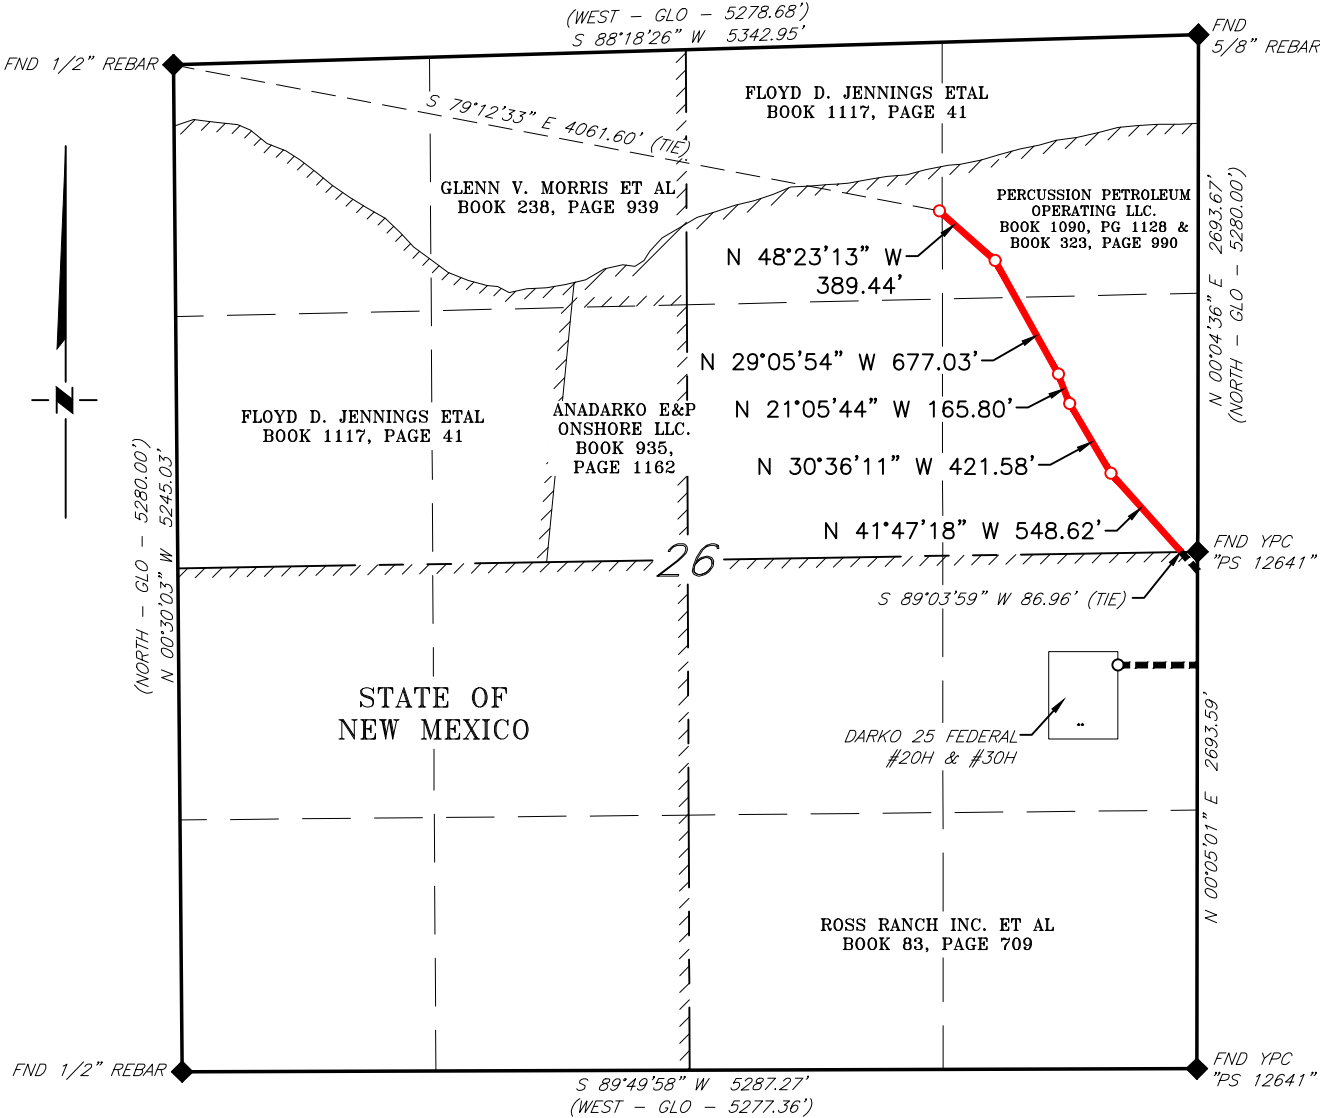 (WEST – GLO – 5278.68')
S 88°18'26" W 5342.95'
FND
5/8" REBAR
FND 1/2" REBAR
S 79°12'33" E 4061.60' (TIE)
FLOYD D. JENNINGS ETAL
BOOK 1117, PAGE 41
GLENN V. MORRIS ET AL
BOOK 238, PAGE 939
PERCUSSION PETROLEUM
OPERATING LLC.
BOOK 1090, PG 1128 &
BOOK 323, PAGE 990
N 00°04'36" E 2693.67'
(NORTH – GLO – 5280.00')
N 48°23'13" W
389.44'
N 29°05'54" W 677.03'
N 21°05'44" W 165.80'
N 30°36'11" W 421.58'
N 41°47'18" W 548.62'
N
FLOYD D. JENNINGS ETAL
BOOK 1117, PAGE 41
ANADARKO E&P
ONSHORE LLC.
BOOK 935,
PAGE 1162
(NORTH – GLO – 5280.00')
N 00°30'03" W 5245.03'
26
FND YPC
"PS 12641"
S 89°03'59" W 86.96' (TIE)
STATE OF
NEW MEXICO
DARKO 25 FEDERAL
#20H & #30H
N 00°05'01" E 2693.59'
ROSS RANCH INC. ET AL
BOOK 83, PAGE 709
FND 1/2" REBAR
FND YPC
"PS 12641"
S 89°49'58" W 5287.27'
(WEST – GLO – 5277.36')